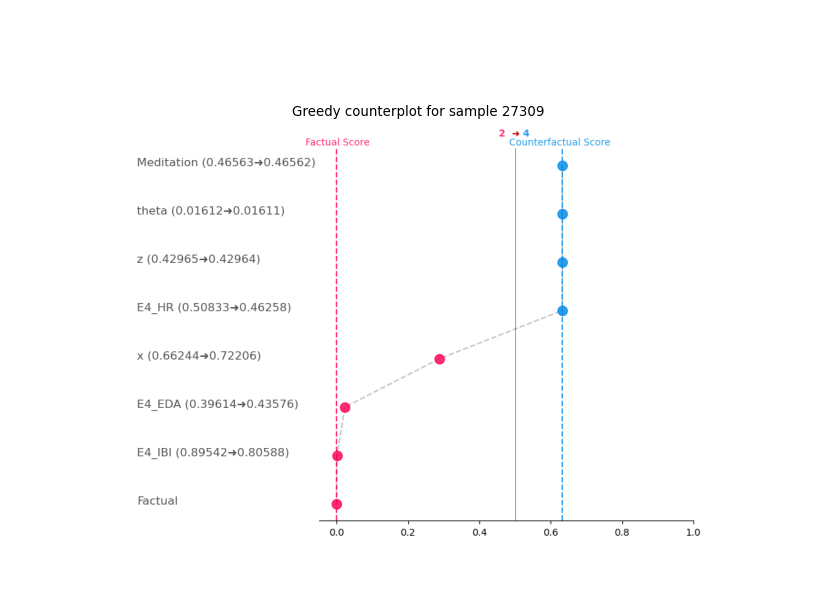 Greedy counterplot for sample 27309
2 ➔ 4
Factual Score
Counterfactual Score
Meditation (0.46563➔0.46562)
theta (0.01612➔0.01611)
z (0.42965➔0.42964)
E4_HR (0.50833➔0.46258)
x (0.66244➔0.72206)
E4_EDA (0.39614➔0.43576)
E4_IBI (0.89542➔0.80588)
Factual
0.0 0.2 0.4 0.6 0.8 1.0